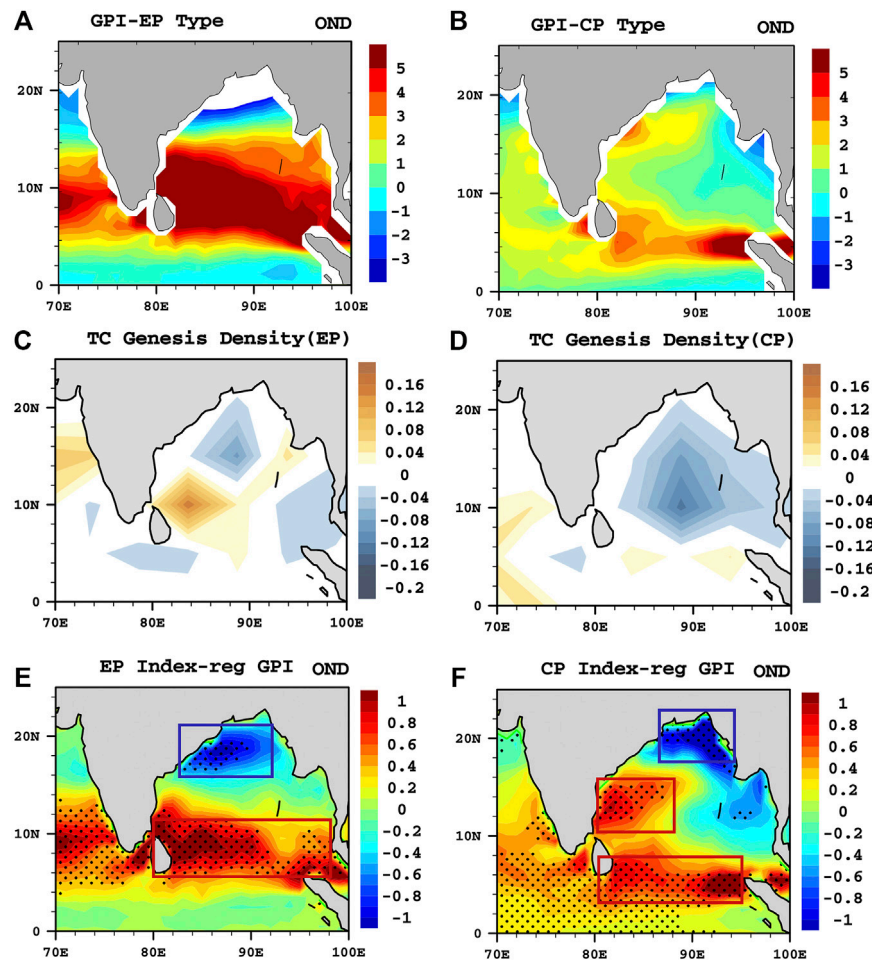 A GPI-EP Type OND
20N
10N
0
70E 80E 90E 100E
5
4
3
2
1
0
-1
-2
-3
B GPI-CP Type OND
20N
10N
0
70E 80E 90E 100E
5
4
3
2
1
0
-1
-2
-3
C TC Genesis Density(EP)
20N
10N
0
70E 80E 90E 100E
0.16
0.12
0.08
0.04
0
-0.04
-0.08
-0.12
-0.16
-0.2
D TC Genesis Density(CP)
20N
10N
0
70E 80E 90E 100E
0.16
0.12
0.08
0.04
0
-0.04
-0.08
-0.12
-0.16
-0.2
E EP Index-reg GPI OND
20N
10N
0
70E 80E 90E 100E
1
0.8
0.6
0.4
0.2
0
-0.2
-0.4
-0.6
-0.8
-1
F CP Index-reg GPI OND
20N
10N
0
70E 80E 90E 100E
1
0.8
0.6
0.4
0.2
0
-0.2
-0.4
-0.6
-0.8
-1